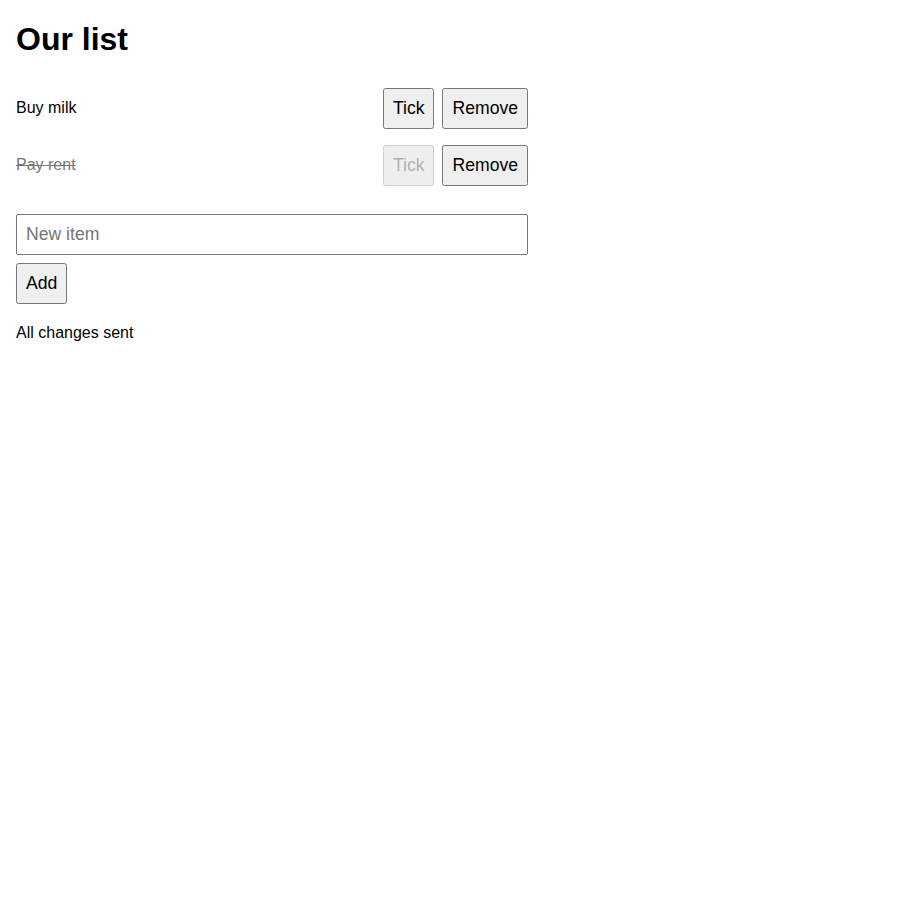 Our list
Buy milk Tick Remove
Pay rent Tick Remove
New item
Add
All changes sent